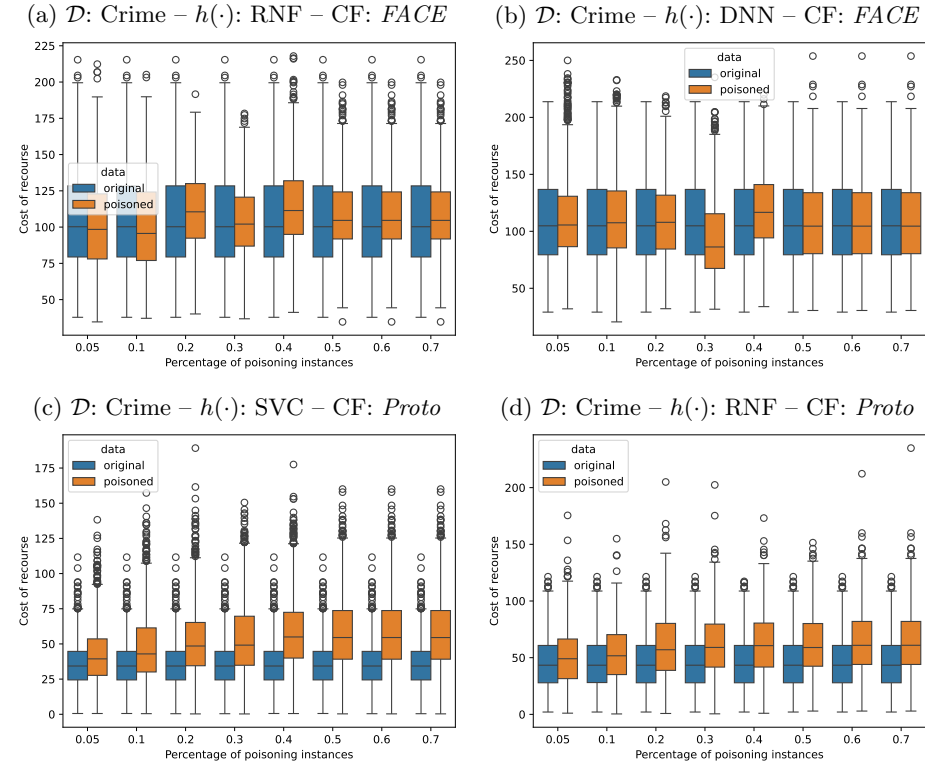 (a) 𝒟: Crime – h(·): RNF – CF: FACE
225
200
175
150
125
100
75
50
Cost of recourse
data
original
poisoned
0.05 0.1 0.2 0.3 0.4 0.5 0.6 0.7
Percentage of poisoning instances
(b) 𝒟: Crime – h(·): DNN – CF: FACE
250
200
150
100
50
Cost of recourse
data
original
poisoned
0.05 0.1 0.2 0.3 0.4 0.5 0.6 0.7
Percentage of poisoning instances
(c) 𝒟: Crime – h(·): SVC – CF: Proto
175
150
125
100
75
50
25
0
Cost of recourse
data
original
poisoned
0.05 0.1 0.2 0.3 0.4 0.5 0.6 0.7
Percentage of poisoning instances
(d) 𝒟: Crime – h(·): RNF – CF: Proto
200
150
100
50
0
Cost of recourse
data
original
poisoned
0.05 0.1 0.2 0.3 0.4 0.5 0.6 0.7
Percentage of poisoning instances